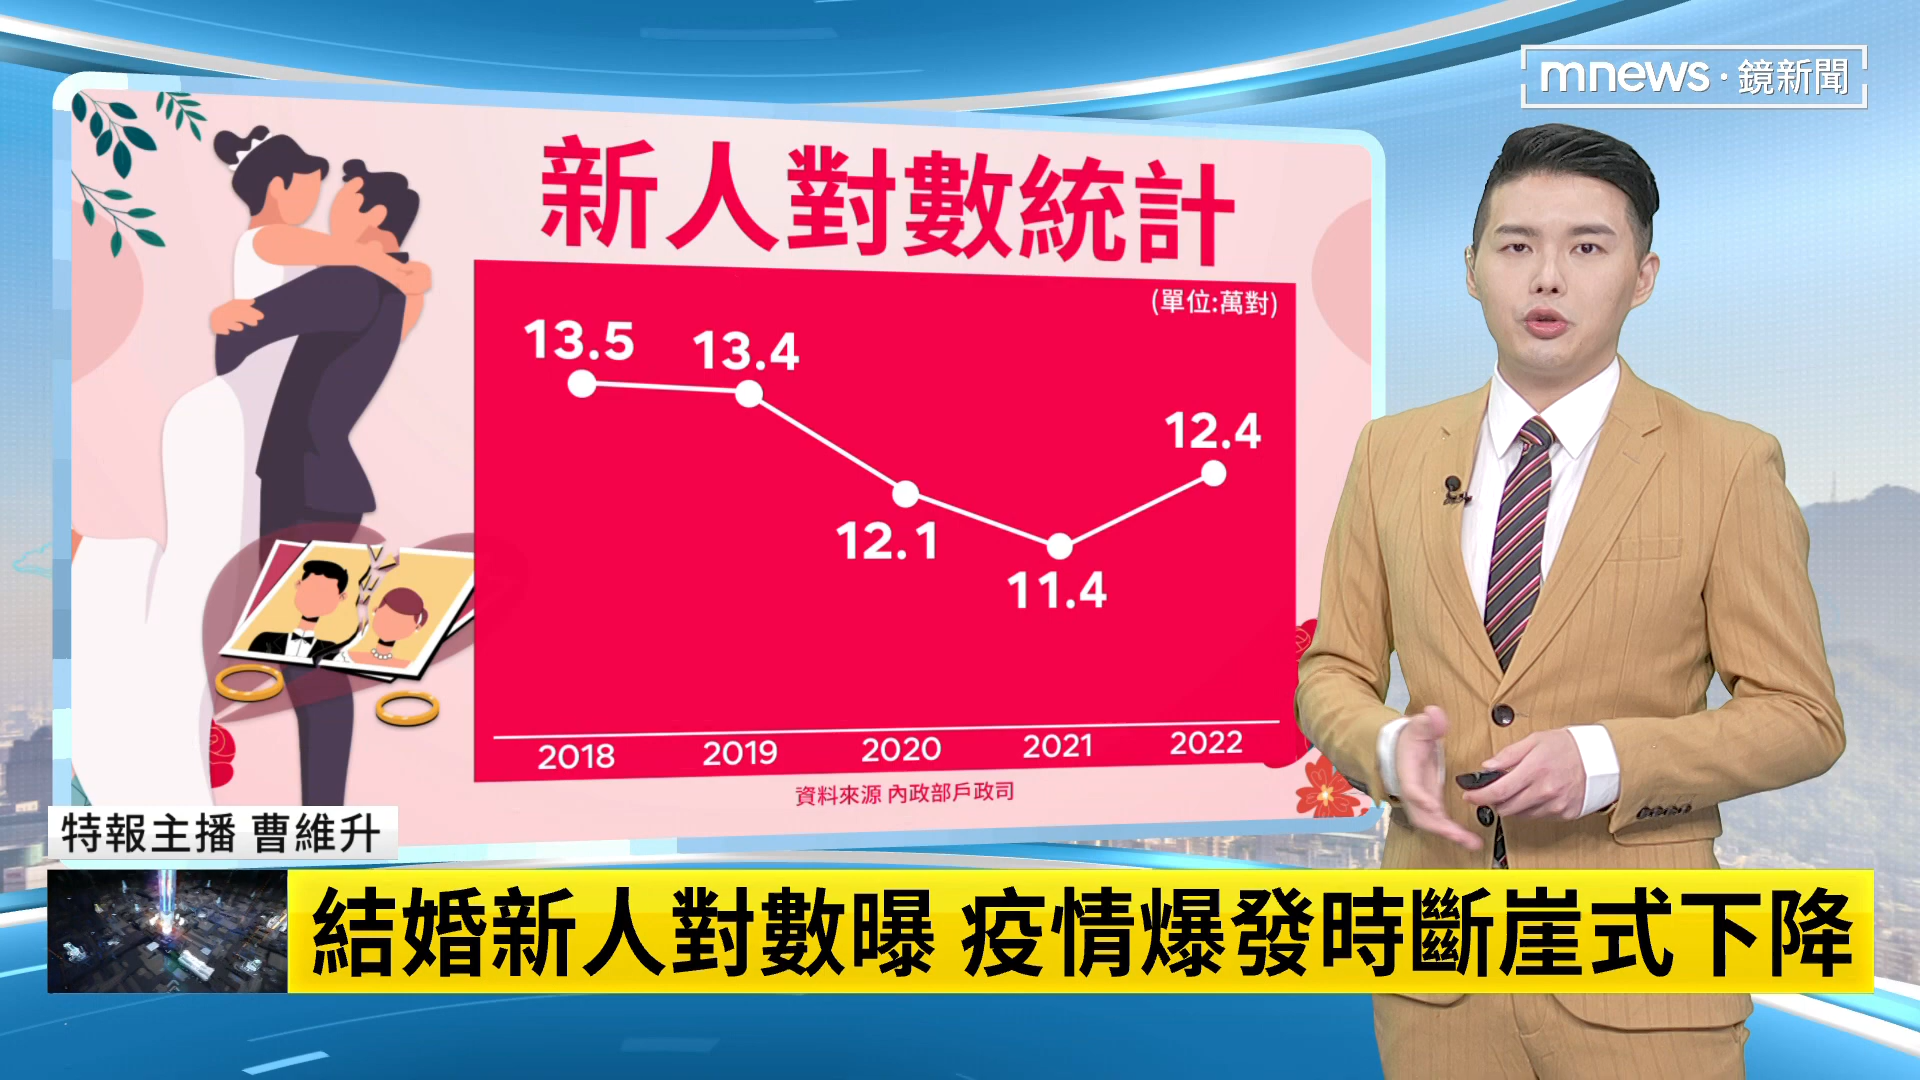 mnews·鏡新聞
新人對數統計
(單位:萬對)
13.5
13.4
12.1
11.4
12.4
2018 2019 2020 2021 2022
資料來源 內政部戶政司
特報主播 曹維升
結婚新人對數曝 疫情爆發時斷崖式下降